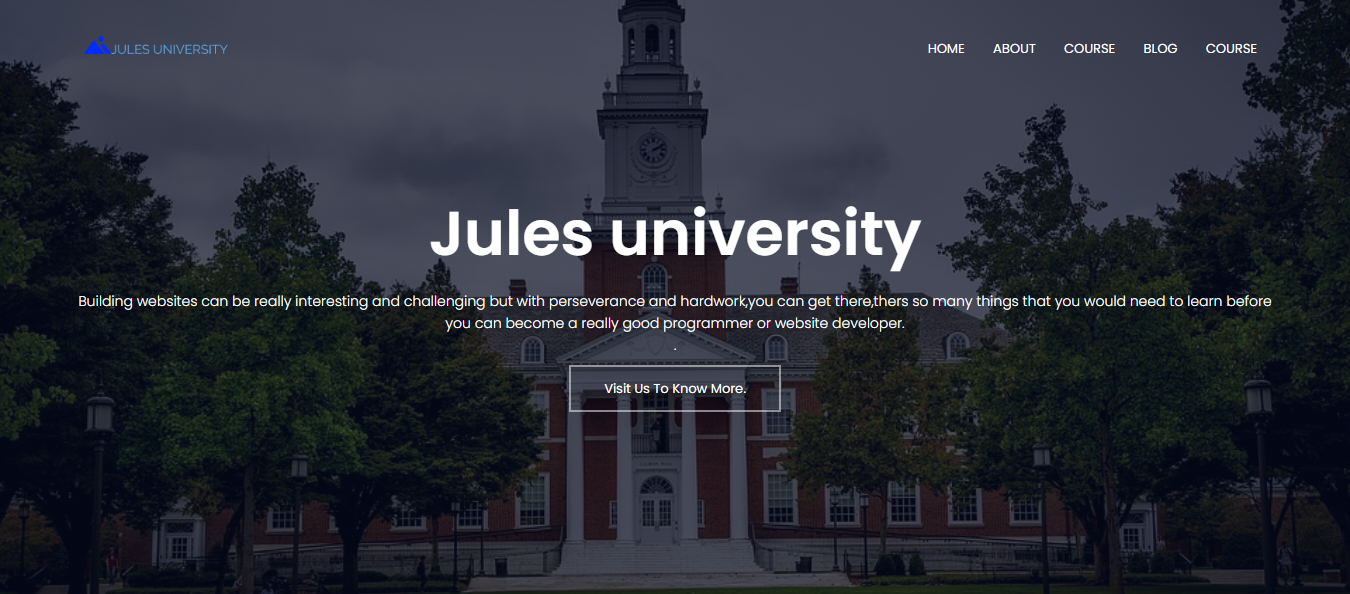 JULES UNIVERSITY
HOME ABOUT COURSE BLOG COURSE
Jules university
Building websites can be really interesting and challenging but with perseverance and hardwork,you can get there,thers so many things that you would need to learn before
you can become a really good programmer or website developer.
.
Visit Us To Know More.